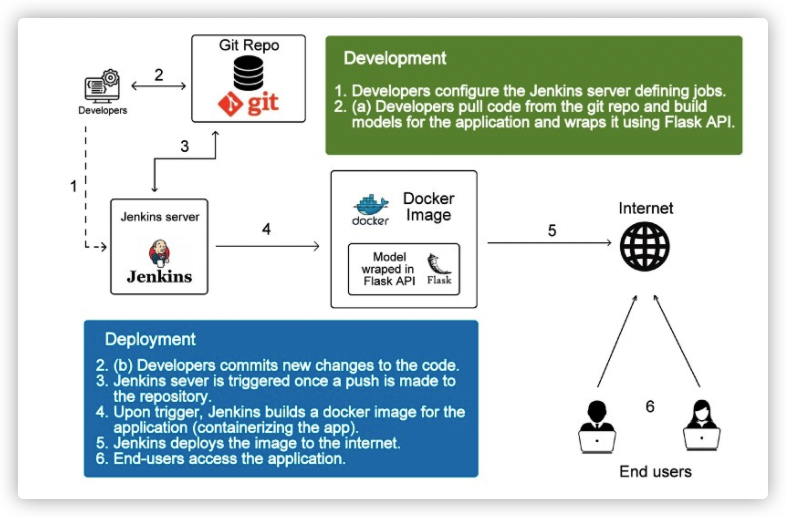 Git Repo
git
2
Developers
Development
1. Developers configure the Jenkins server defining jobs.
2. (a) Developers pull code from the git repo and build
models for the application and wraps it using Flask API.
3
1
Jenkins server
Jenkins
4
docker
Docker
Image
Model
wraped in
Flask API
Flask
5
Internet
Deployment
2. (b) Developers commits new changes to the code.
3. Jenkins sever is triggered once a push is made to
the repository.
4. Upon trigger, Jenkins builds a docker image for the
application (containerizing the app).
5. Jenkins deploys the image to the internet.
6. End-users access the application.
6
End users